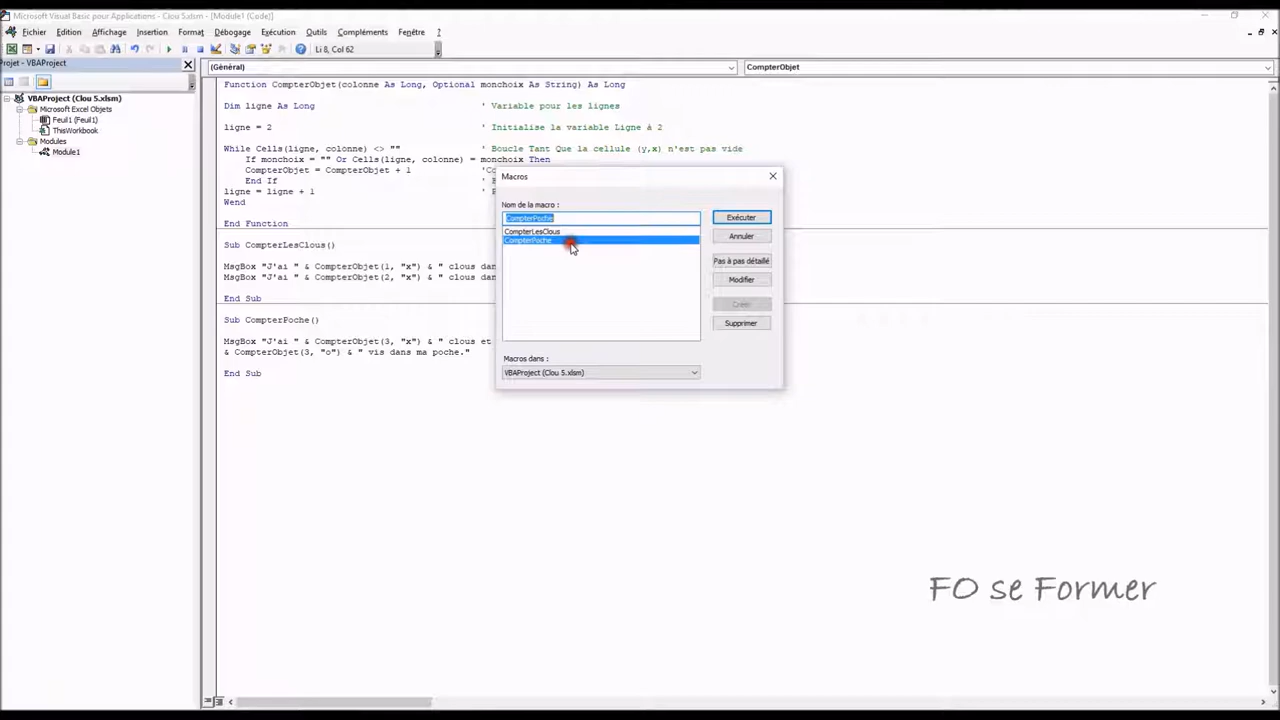 Microsoft Visual Basic pour Applications - Clou 5.xlsm - [Module1 (Code)]
Fichier Edition Affichage Insertion Format Débogage Exécution Outils Compléments Fenêtre ?
Li 8, Col 62
Projet - VBAProject
(Général) CompterObjet
VBAProject (Clou 5.xlsm)
Microsoft Excel Objets
Feuil1 (Feuil1)
ThisWorkbook
Modules
Module1
Function CompterObjet(colonne As Long, Optional monchoix As String) As Long
Dim ligne As Long ' Variable pour les lignes
ligne = 2 ' Initialise la variable Ligne à 2
While Cells(ligne, colonne) <> "" ' Boucle Tant Que la cellule (y,x) n'est pas vide
If monchoix = "" Or Cells(ligne, colonne) = monchoix Then
CompterObjet = CompterObjet + 1
End If
ligne = ligne + 1
Wend
End Function
Sub CompterLesClous()
MsgBox "J'ai " & CompterObjet(1, "x") & " clous dan
MsgBox "J'ai " & CompterObjet(2, "x") & " clous dan
End Sub
Sub CompterPoche()
MsgBox "J'ai " & CompterObjet(3, "x") & " clous et
& CompterObjet(3, "o") & " vis dans ma poche."
End Sub
Macros
Nom de la macro :
CompterPoche
CompterLesClous
CompterPoche
Exécuter
Annuler
Pas à pas détaillé
Modifier
Créer
Supprimer
Macros dans :
VBAProject (Clou 5.xlsm)
FO se Former